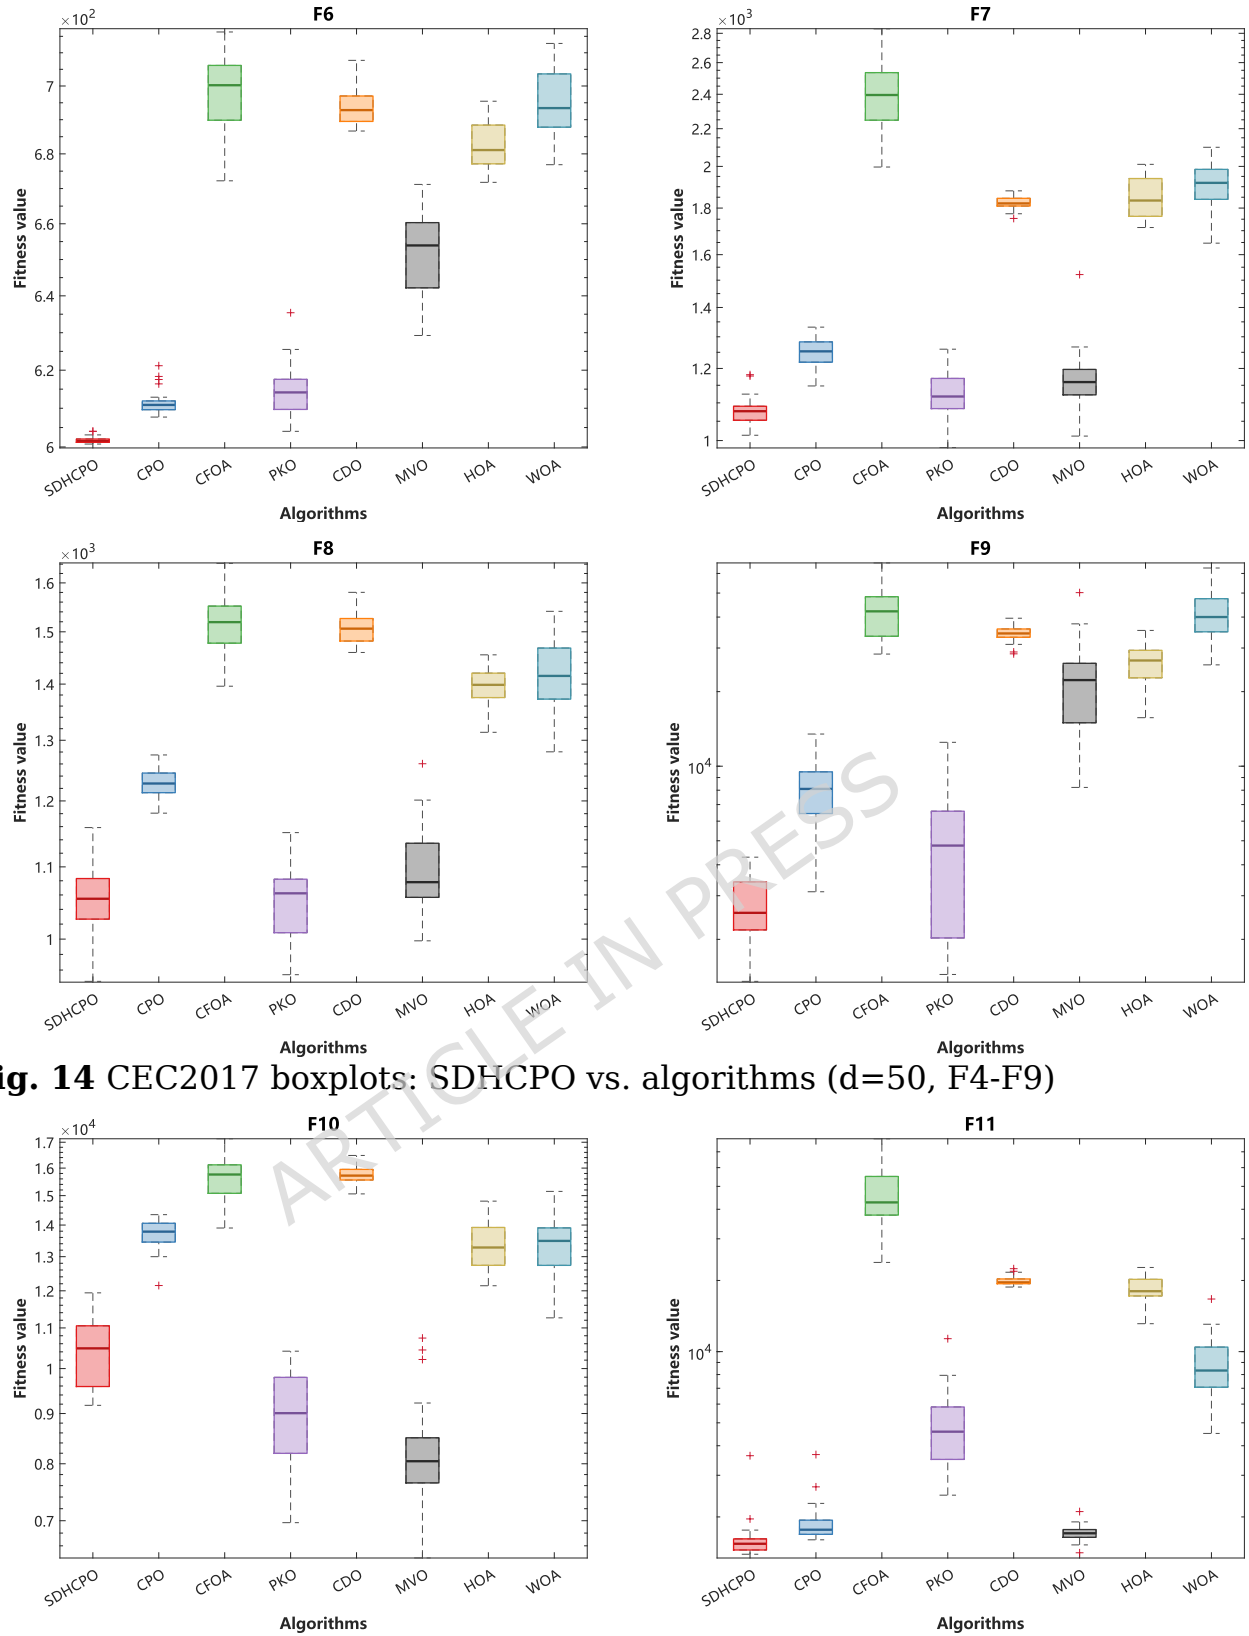 F6
×10²
7
6.8
6.6
6.4
6.2
6
Fitness value
SDHCPO CPO CFOA PKO CDO MVO HOA WOA
Algorithms
F7
×10³
2.8
2.6
2.4
2.2
2
1.8
1.6
1.4
1.2
1
Fitness value
SDHCPO CPO CFOA PKO CDO MVO HOA WOA
Algorithms
F8
×10³
1.6
1.5
1.4
1.3
1.2
1.1
1
Fitness value
SDHCPO CPO CFOA PKO CDO MVO HOA WOA
Algorithms
F9
10⁴
Fitness value
SDHCPO CPO CFOA PKO CDO MVO HOA WOA
Algorithms
ig. 14 CEC2017 boxplots: SDHCPO vs. algorithms (d=50, F4-F9)
F10
×10⁴
1.7
1.6
1.5
1.4
1.3
1.2
1.1
1
0.9
0.8
0.7
Fitness value
SDHCPO CPO CFOA PKO CDO MVO HOA WOA
Algorithms
F11
10⁴
Fitness value
SDHCPO CPO CFOA PKO CDO MVO HOA WOA
Algorithms
ARTICLE IN PRESS